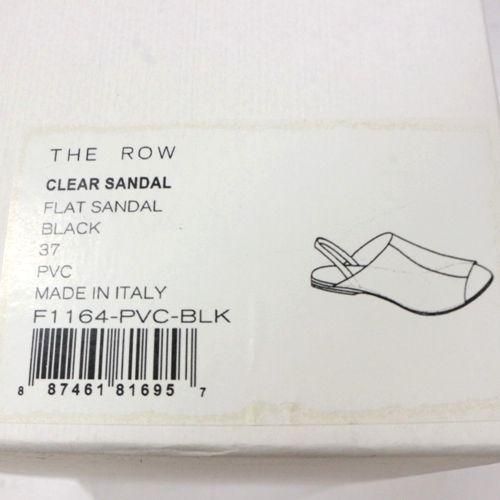 THE ROW
CLEAR SANDAL
FLAT SANDAL
BLACK
37
PVC
MADE IN ITALY
F1164-PVC-BLK
8 87461 81695 7